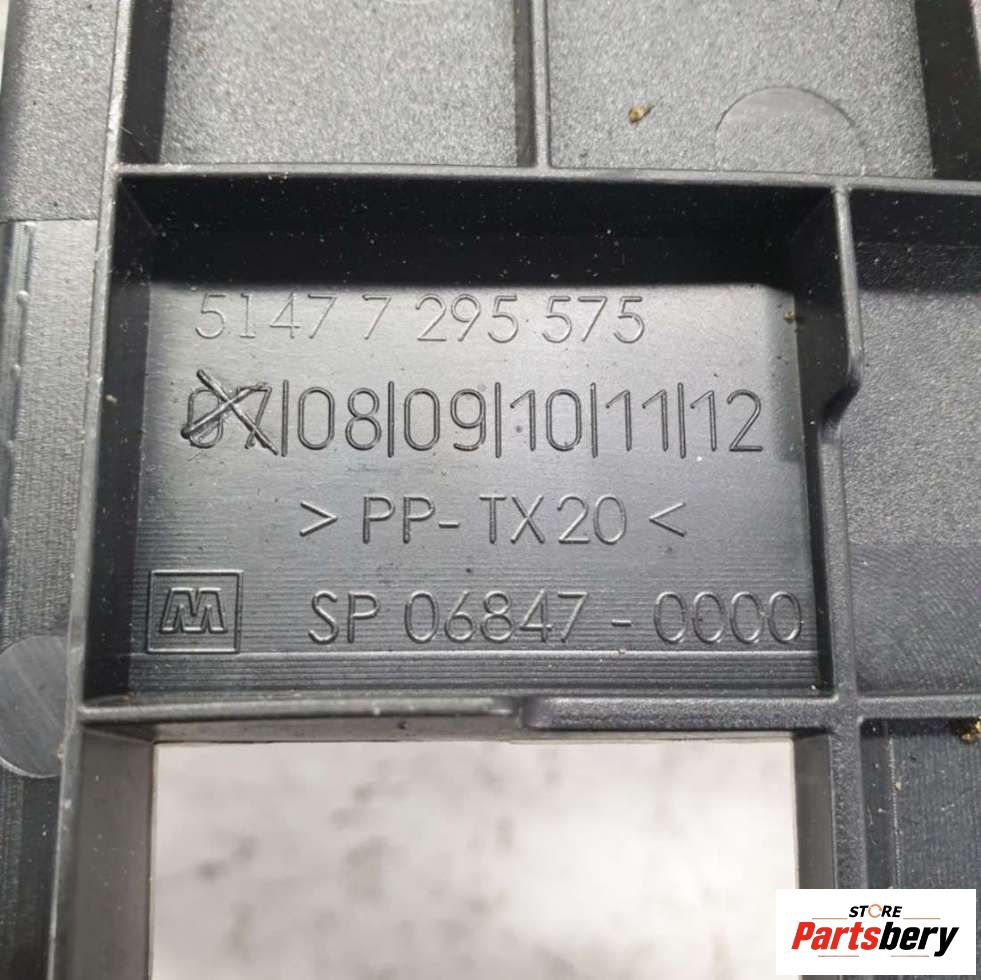 5147 7 295 575
07|08|09|10|11|12
> PP- TX20 <
M SP 06847 - 0000
STORE
Partsbery